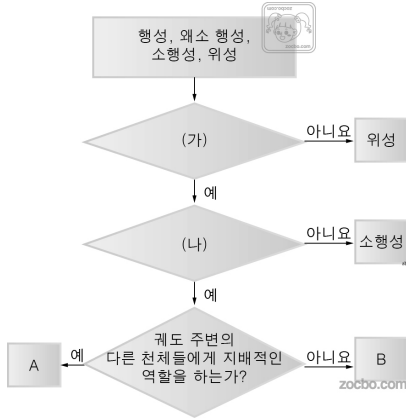 행성, 왜소 행성,
소행성, 위성
zocbo.com
(가)
아니요
위성
예
(나)
아니요
소행성
예
궤도 주변의
다른 천체들에게 지배적인
역할을 하는가?
예
A
아니요
B
zocbo.com